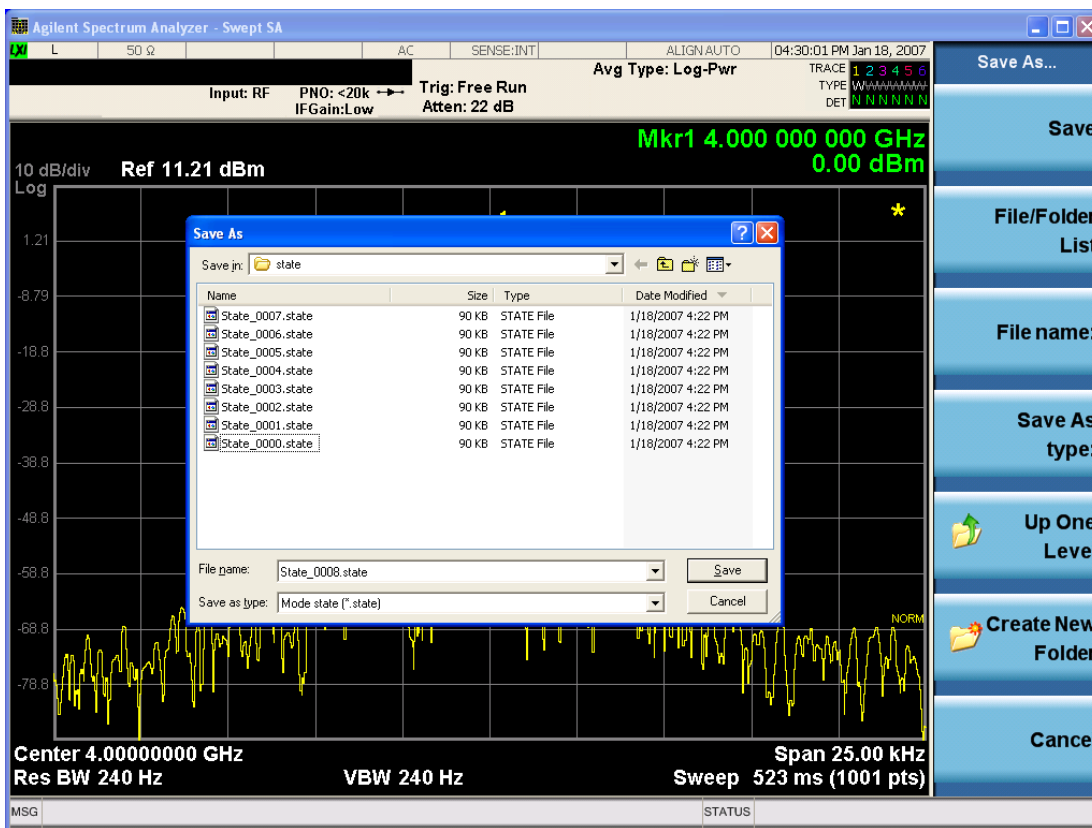 Agilent Spectrum Analyzer - Swept SA
LXI L 50 Ω AC SENSE:INT ALIGN AUTO 04:30:01 PM Jan 18, 2007
Input: RF PNO: <20k IFGain:Low
Trig: Free Run
Atten: 22 dB
Avg Type: Log-Pwr
TRACE 1 2 3 4 5 6
TYPE WWWWWW
DET N N N N N N
Mkr1 4.000 000 000 GHz
0.00 dBm
10 dB/div Ref 11.21 dBm
Log
1.21
-8.79
-18.8
-28.8
-38.8
-48.8
-58.8
-68.8
-78.8
NORM
Save As
Save in: state
Name Size Type Date Modified
State_0007.state 90 KB STATE File 1/18/2007 4:22 PM
State_0006.state 90 KB STATE File 1/18/2007 4:22 PM
State_0005.state 90 KB STATE File 1/18/2007 4:22 PM
State_0004.state 90 KB STATE File 1/18/2007 4:22 PM
State_0003.state 90 KB STATE File 1/18/2007 4:22 PM
State_0002.state 90 KB STATE File 1/18/2007 4:22 PM
State_0001.state 90 KB STATE File 1/18/2007 4:22 PM
State_0000.state 90 KB STATE File 1/18/2007 4:22 PM
File name: State_0008.state Save
Save as type: Mode state (*.state) Cancel
Center 4.00000000 GHz Span 25.00 kHz
Res BW 240 Hz VBW 240 Hz Sweep 523 ms (1001 pts)
MSG STATUS
Save As...
Save
File/Folder
List
File name:
Save As
type:
Up One
Leve
Create New
Folder
Cance